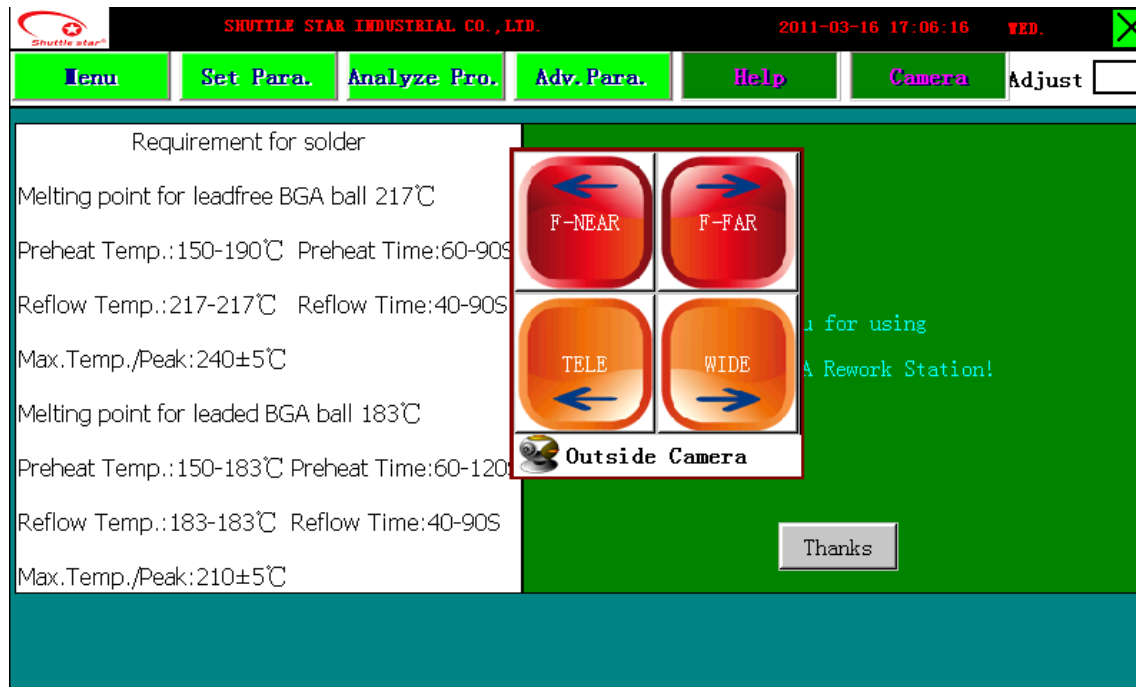 Shuttle star®
SHUTTLE STAR INDUSTRIAL CO.,LTD. 2011-03-16 17:06:16 WED.
Menu Set Para. Analyze Pro. Adv.Para. Help Camera Adjust
Requirement for solder
Melting point for leadfree BGA ball 217℃
Preheat Temp.:150-190℃ Preheat Time:60-90S
Reflow Temp.:217-217℃ Reflow Time:40-90S
Max.Temp./Peak:240±5℃
Melting point for leaded BGA ball 183℃
Preheat Temp.:150-183℃ Preheat Time:60-120S
Reflow Temp.:183-183℃ Reflow Time:40-90S
Max.Temp./Peak:210±5℃
F-NEAR F-FAR
TELE WIDE
Outside Camera
for using
Rework Station!
Thanks